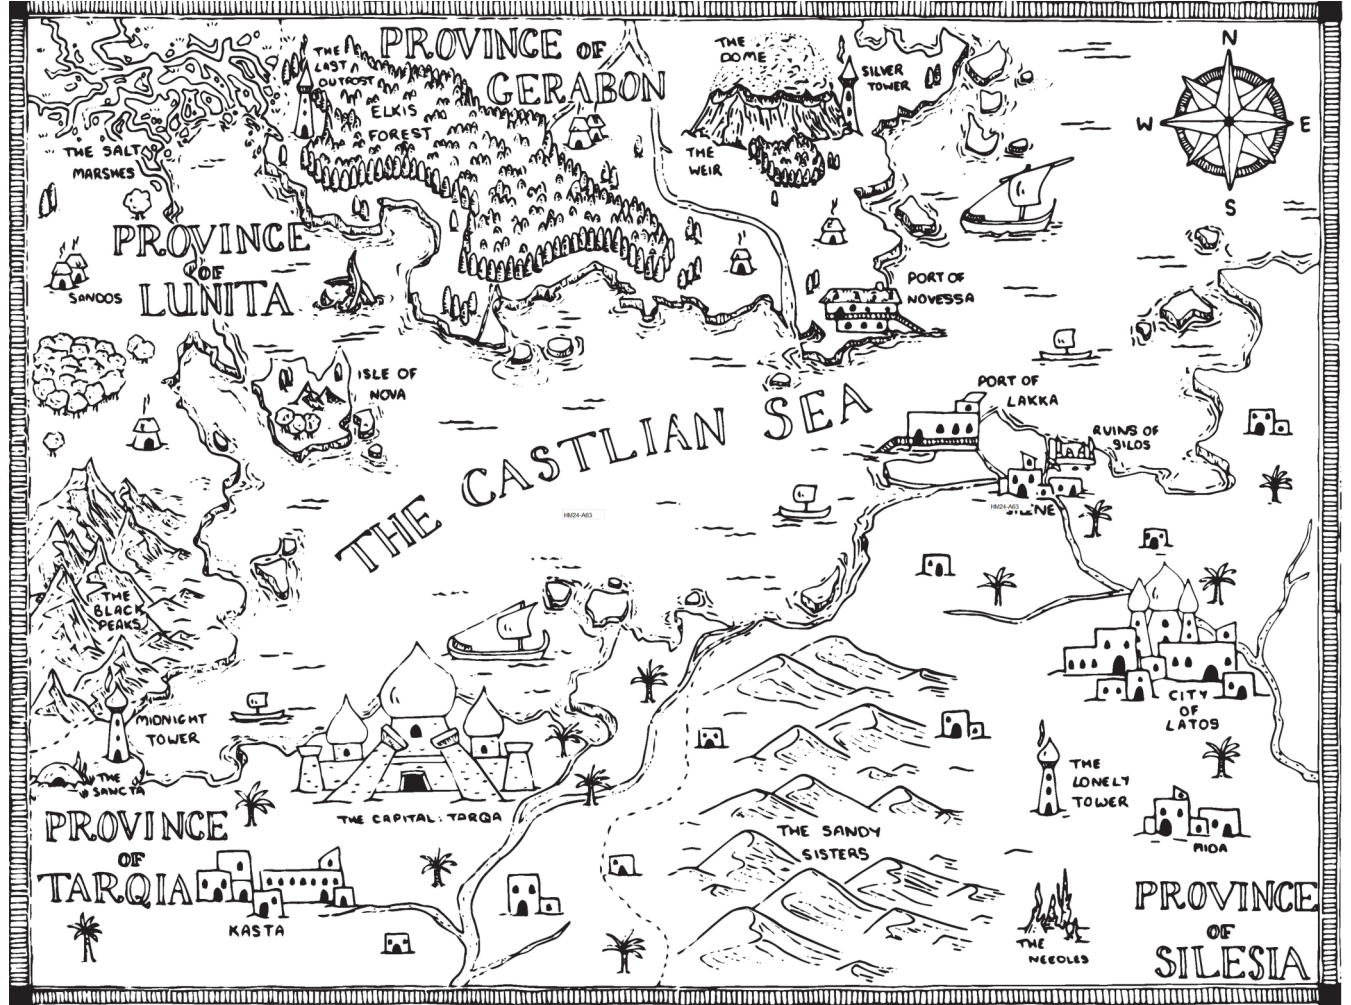 PROVINCE OF
GERABON
THE
LAST
OUTPOST
ELKIS
FOREST
THE
DOME
SILVER
TOWER
THE
WEIR
N
W
E
S
THE SALT
MARSHES
PROVINCE
OF
LUNITA
SANDOS
PORT OF
NOVESSA
ISLE OF
NOVA
PORT OF
LAKKA
RUINS OF
SILOS
THE CASTLIAN SEA
HM24-A63
HM24-A63
THE
BLACK
PEAKS
MIDNIGHT
TOWER
THE
SANCTA
CITY
OF
LATOS
THE
LONELY
TOWER
THE CAPITAL: TARQA
PROVINCE
OF
TARQIA
THE SANDY
SISTERS
MIDA
KASTA
THE
NEEDLES
PROVINCE
OF
SILESIA